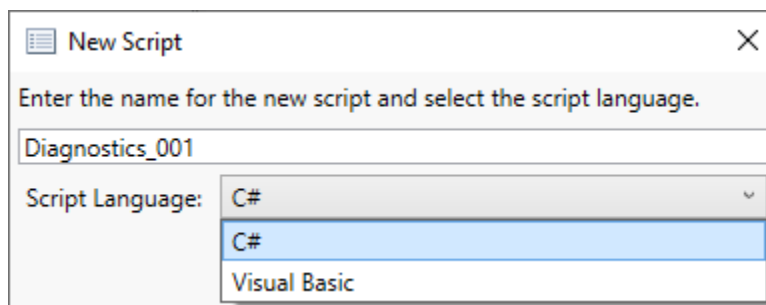 New Script
Enter the name for the new script and select the script language.
Diagnostics_001
Script Language: C#
C#
Visual Basic